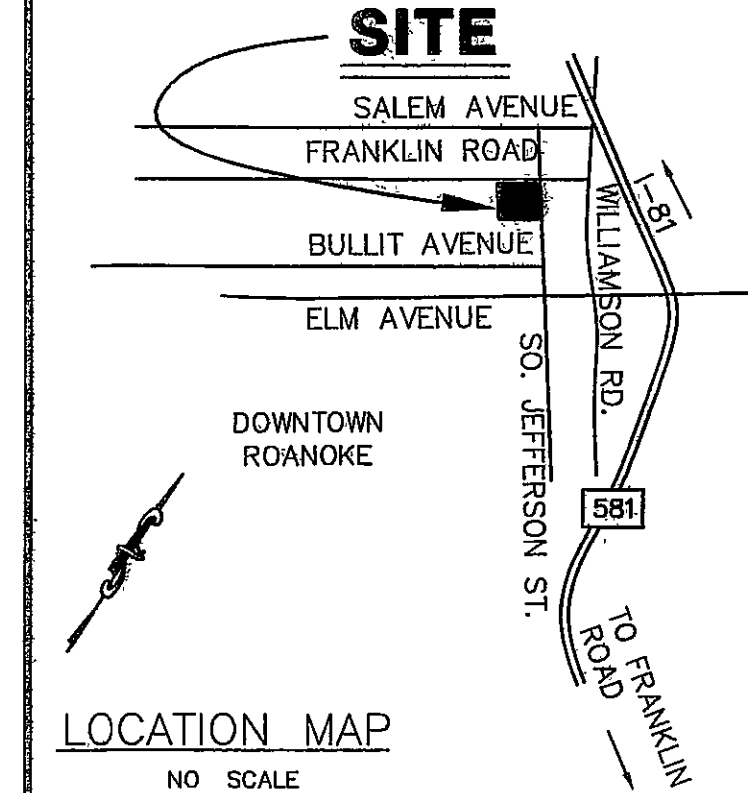 SITE
SALEM AVENUE
FRANKLIN ROAD
I-81
WILLIAMSON RD.
BULLIT AVENUE
ELM AVENUE
SO. JEFFERSON ST.
DOWNTOWN
ROANOKE
581
TO FRANKLIN
ROAD
LOCATION MAP
NO SCALE